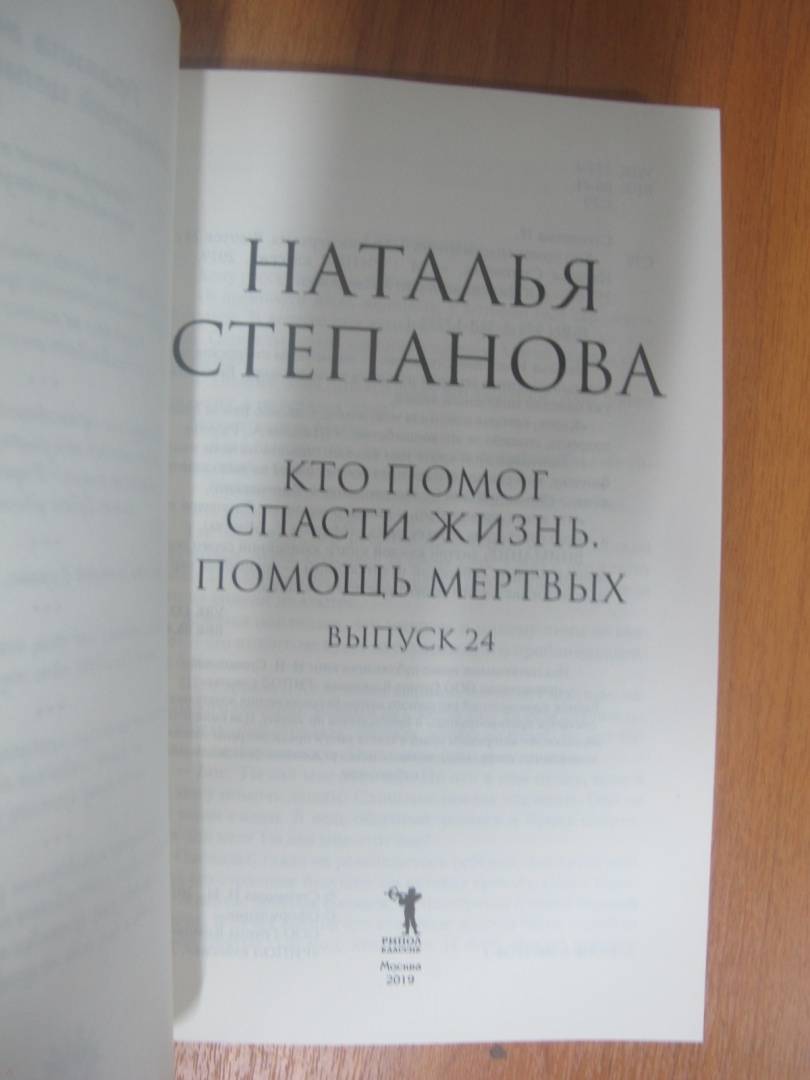 НАТАЛЬЯ
СТЕПАНОВА
КТО ПОМОГ
СПАСТИ ЖИЗНЬ.
ПОМОЩЬ МЕРТВЫХ
ВЫПУСК 24
РИПОЛ
КЛАССИК
Москва
2019